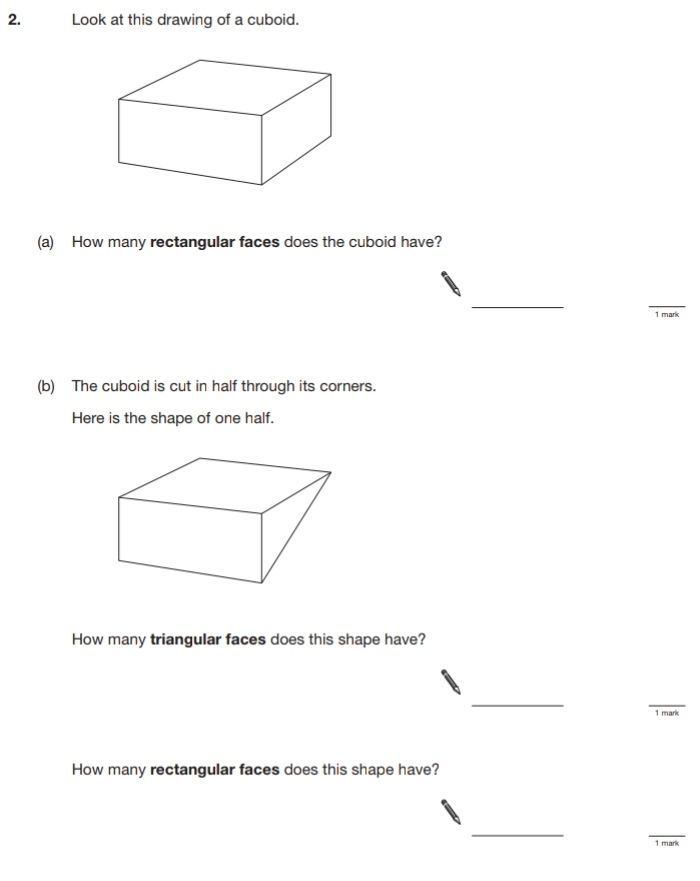 2. Look at this drawing of a cuboid.
(a) How many rectangular faces does the cuboid have?
1 mark
(b) The cuboid is cut in half through its corners.
Here is the shape of one half.
How many triangular faces does this shape have?
1 mark
How many rectangular faces does this shape have?
1 mark